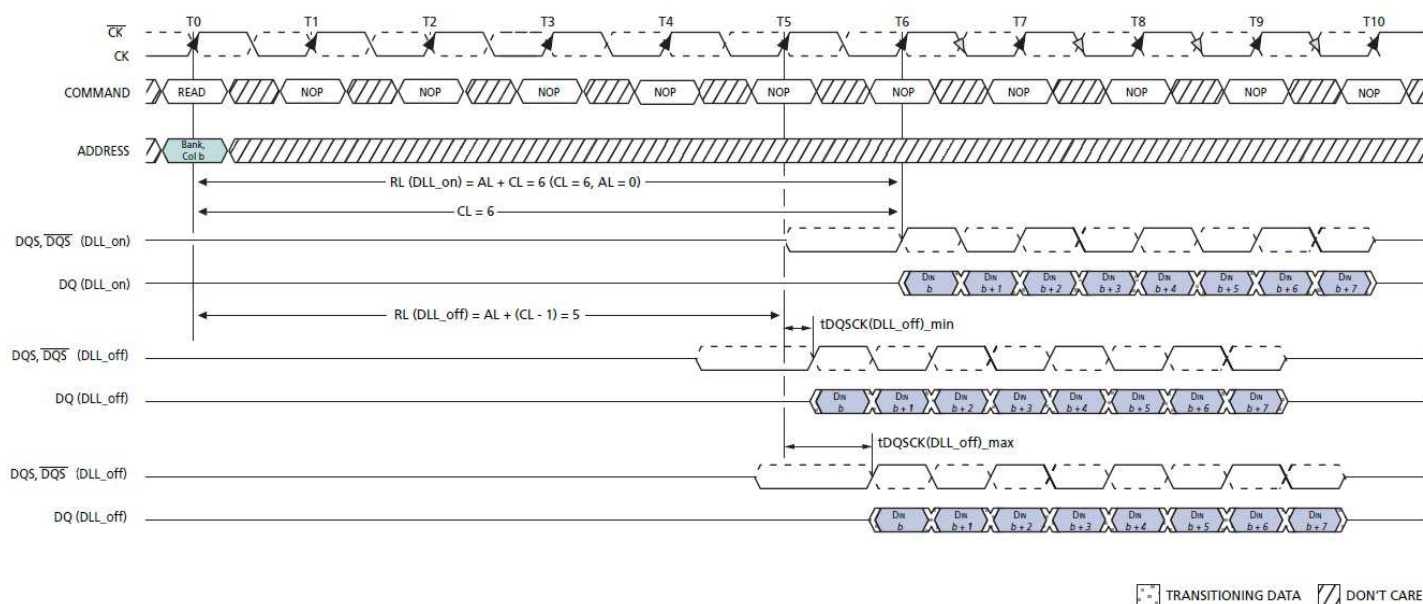 T0 T1 T2 T3 T4 T5 T6 T7 T8 T9 T10
CK
CK
COMMAND READ NOP NOP NOP NOP NOP NOP NOP NOP NOP NOP
ADDRESS Bank, Col b
RL (DLL_on) = AL + CL = 6 (CL = 6, AL = 0)
CL = 6
DQS, DQS (DLL_on)
DQ (DLL_on) DIN b DIN b + 1 DIN b + 2 DIN b + 3 DIN b + 4 DIN b + 5 DIN b + 6 DIN b + 7
RL (DLL_off) = AL + (CL - 1) = 5
tDQSCK(DLL_off)_min
DQS, DQS (DLL_off)
DQ (DLL_off) DIN b DIN b + 1 DIN b + 2 DIN b + 3 DIN b + 4 DIN b + 5 DIN b + 6 DIN b + 7
tDQSCK(DLL_off)_max
DQS, DQS (DLL_off)
DQ (DLL_off) DIN b DIN b + 1 DIN b + 2 DIN b + 3 DIN b + 4 DIN b + 5 DIN b + 6 DIN b + 7
TRANSITIONING DATA DON'T CARE